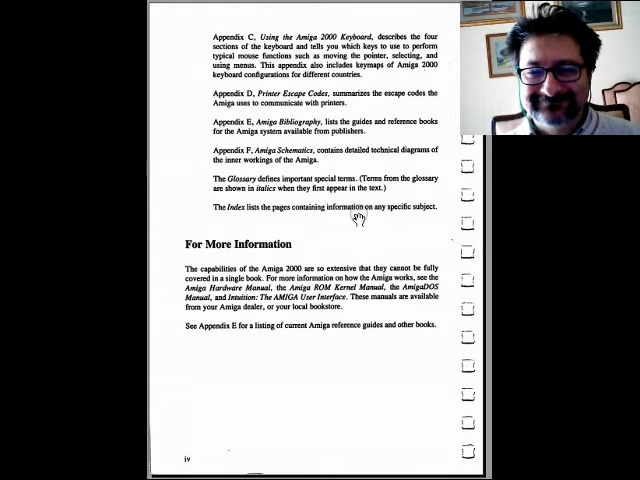 Appendix C, Using the Amiga 2000 Keyboard, describes the four
sections of the keyboard and tells you which keys to use to perform
typical mouse functions such as moving the pointer, selecting, and
using menus. This appendix also includes keymaps of Amiga 2000
keyboard configurations for different countries.
Appendix D, Printer Escape Codes, summarizes the escape codes the
Amiga uses to communicate with printers.
Appendix E, Amiga Bibliography, lists the guides and reference books
for the Amiga system available from publishers.
Appendix F, Amiga Schematics, contains detailed technical diagrams of
the inner workings of the Amiga.
The Glossary defines important special terms. (Terms from the glossary
are shown in italics when they first appear in the text.)
The Index lists the pages containing information on any specific subject.
For More Information
The capabilities of the Amiga 2000 are so extensive that they cannot be fully
covered in a single book. For more information on how the Amiga works, see the
Amiga Hardware Manual, the Amiga ROM Kernel Manual, the AmigaDOS
Manual, and Intuition: The AMIGA User Interface. These manuals are available
from your Amiga dealer, or your local bookstore.
See Appendix E for a listing of current Amiga reference guides and other books.
iv